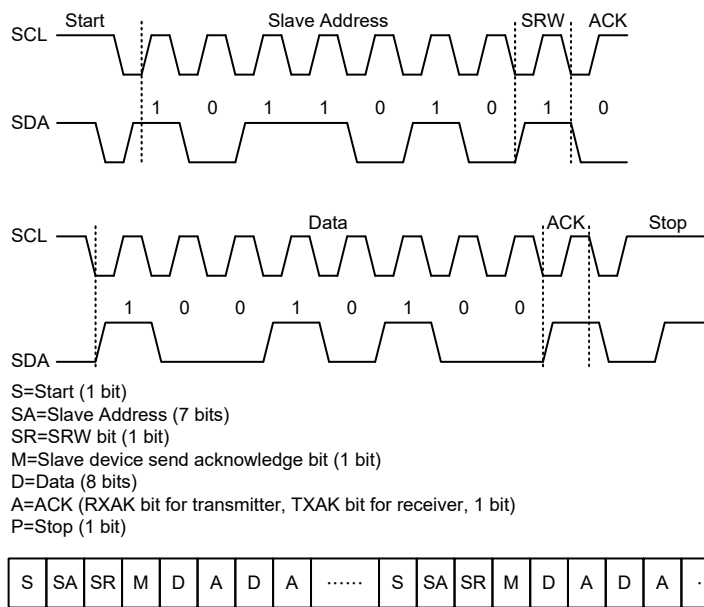 Start Slave Address SRW ACK
SCL
1 0 1 1 0 1 0 1 0
SDA
Data ACK Stop
SCL
1 0 0 1 0 1 0 0
SDA
S=Start (1 bit)
SA=Slave Address (7 bits)
SR=SRW bit (1 bit)
M=Slave device send acknowledge bit (1 bit)
D=Data (8 bits)
A=ACK (RXAK bit for transmitter, TXAK bit for receiver, 1 bit)
P=Stop (1 bit)
S SA SR M D A D A ...... S SA SR M D A D A ..